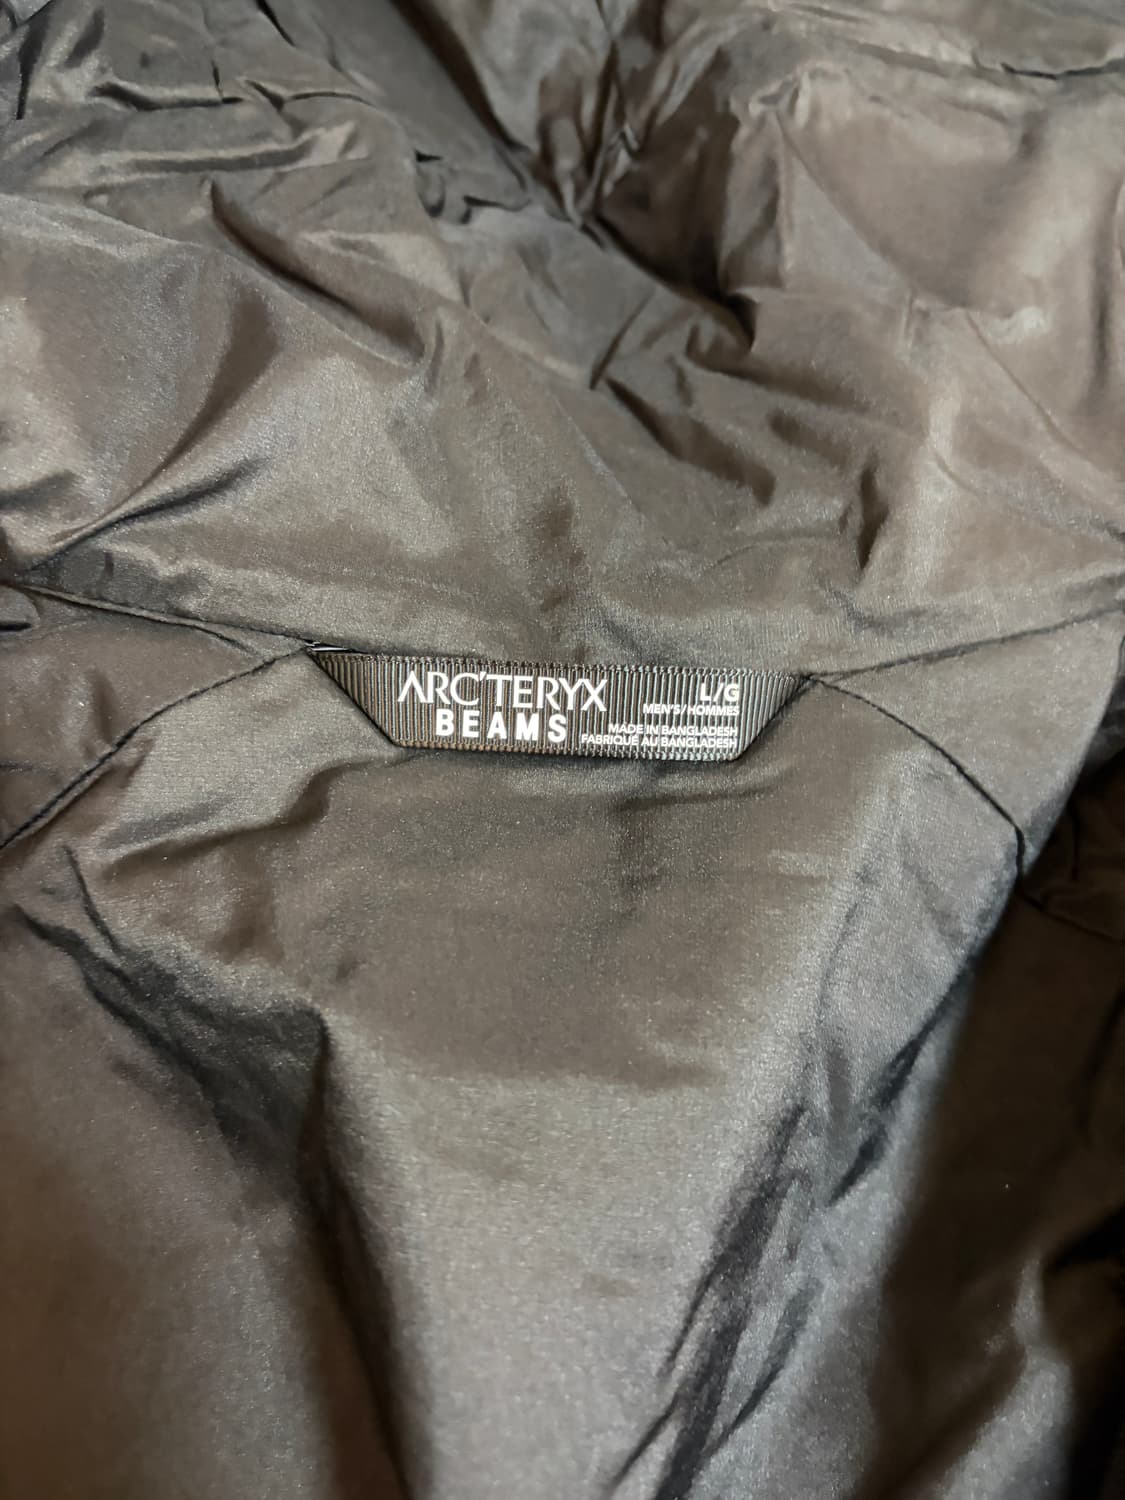 ARC'TERYX
BEAMS
L/G
MEN'S/HOMMES
MADE IN BANGLADESH
FABRIQUÉ AU BANGLADESH